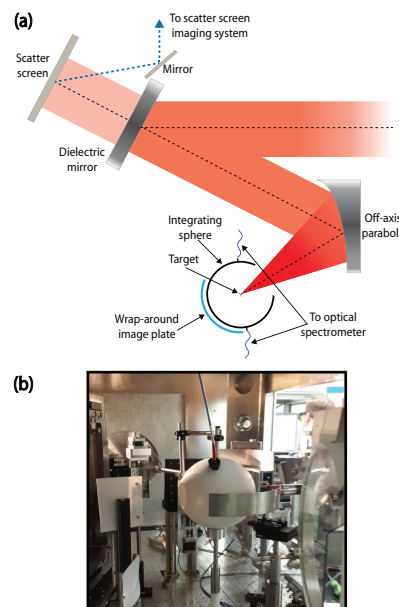 (a)
To scatter screen
imaging system
Scatter
screen
Mirror
Dielectric
mirror
Off-axis
parabola
Integrating
sphere
Target
Wrap-around
image plate
To optical
spectrometer
(b)